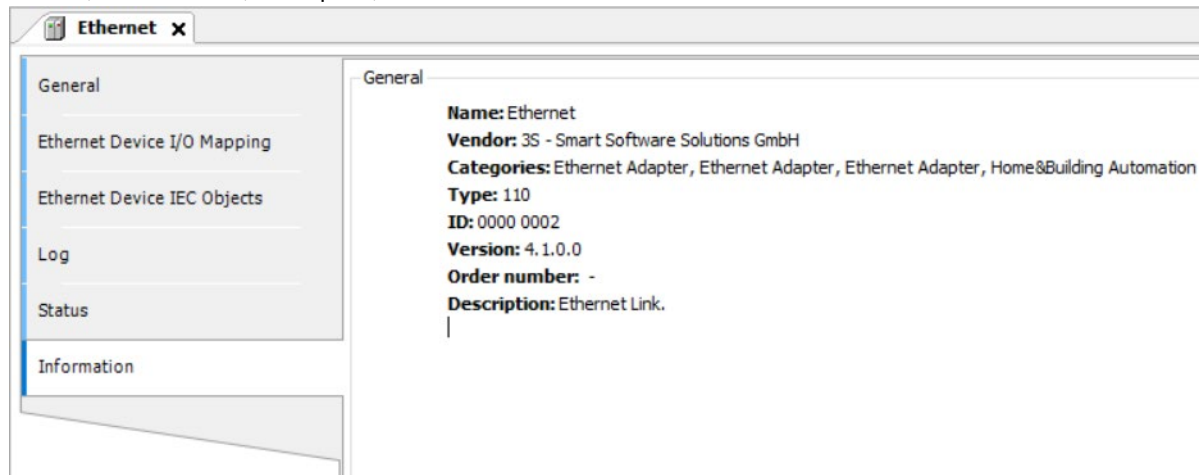 Ethernet X
General
Ethernet Device I/O Mapping
Ethernet Device IEC Objects
Log
Status
Information
General
Name: Ethernet
Vendor: 3S - Smart Software Solutions GmbH
Categories: Ethernet Adapter, Ethernet Adapter, Ethernet Adapter, Home&Building Automation
Type: 110
ID: 0000 0002
Version: 4.1.0.0
Order number: -
Description: Ethernet Link.